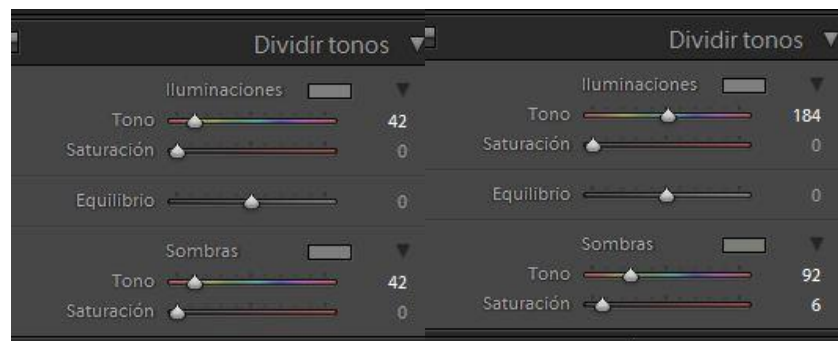 Dividir tonos
Iluminaciones
Tono 42
Saturación 0
Equilibrio 0
Sombras
Tono 42
Saturación 0
Dividir tonos
Iluminaciones
Tono 184
Saturación 0
Equilibrio 0
Sombras
Tono 92
Saturación 6